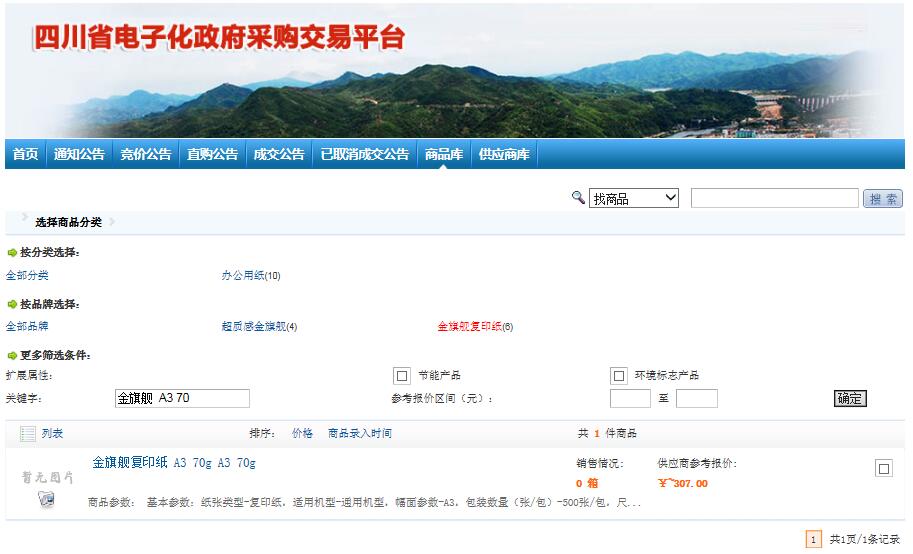 四川省电子化政府采购交易平台
首页 通知公告 竞价公告 直购公告 成交公告 已取消成交公告 商品库 供应商库
找商品 搜 索
选择商品分类
按分类选择：
全部分类 办公用纸(10)
按品牌选择：
全部品牌 超质感金旗舰(4) 金旗舰复印纸(6)
更多筛选条件：
扩展属性： 节能产品 环境标志产品
关键字： 金旗舰 A3 70 参考报价区间（元）： 至 确定
列表 排序： 价格 商品录入时间 共 1 件商品
金旗舰复印纸 A3 70g A3 70g 销售情况： 供应商参考报价：
暂无图片 0 箱 ¥~307.00
商品参数： 基本参数：纸张类型-复印纸，适用机型-通用机型，幅面参数-A3，包装数量（张/包）-500张/包，尺...
1 共1页/1条记录